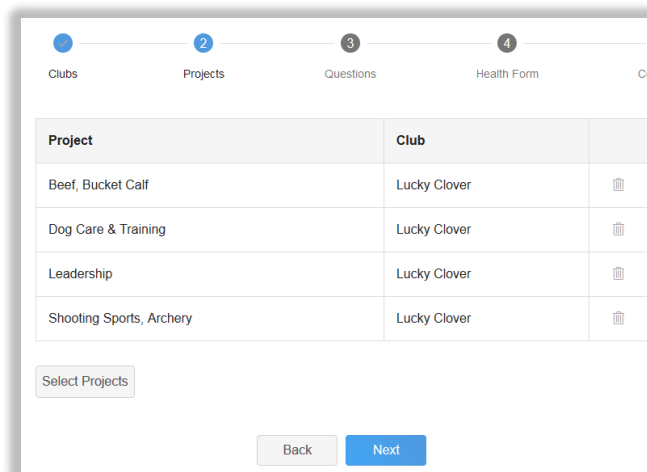 2 3 4
Clubs Projects Questions Health Form
Project Club
Beef, Bucket Calf Lucky Clover
Dog Care & Training Lucky Clover
Leadership Lucky Clover
Shooting Sports, Archery Lucky Clover
Select Projects
Back Next